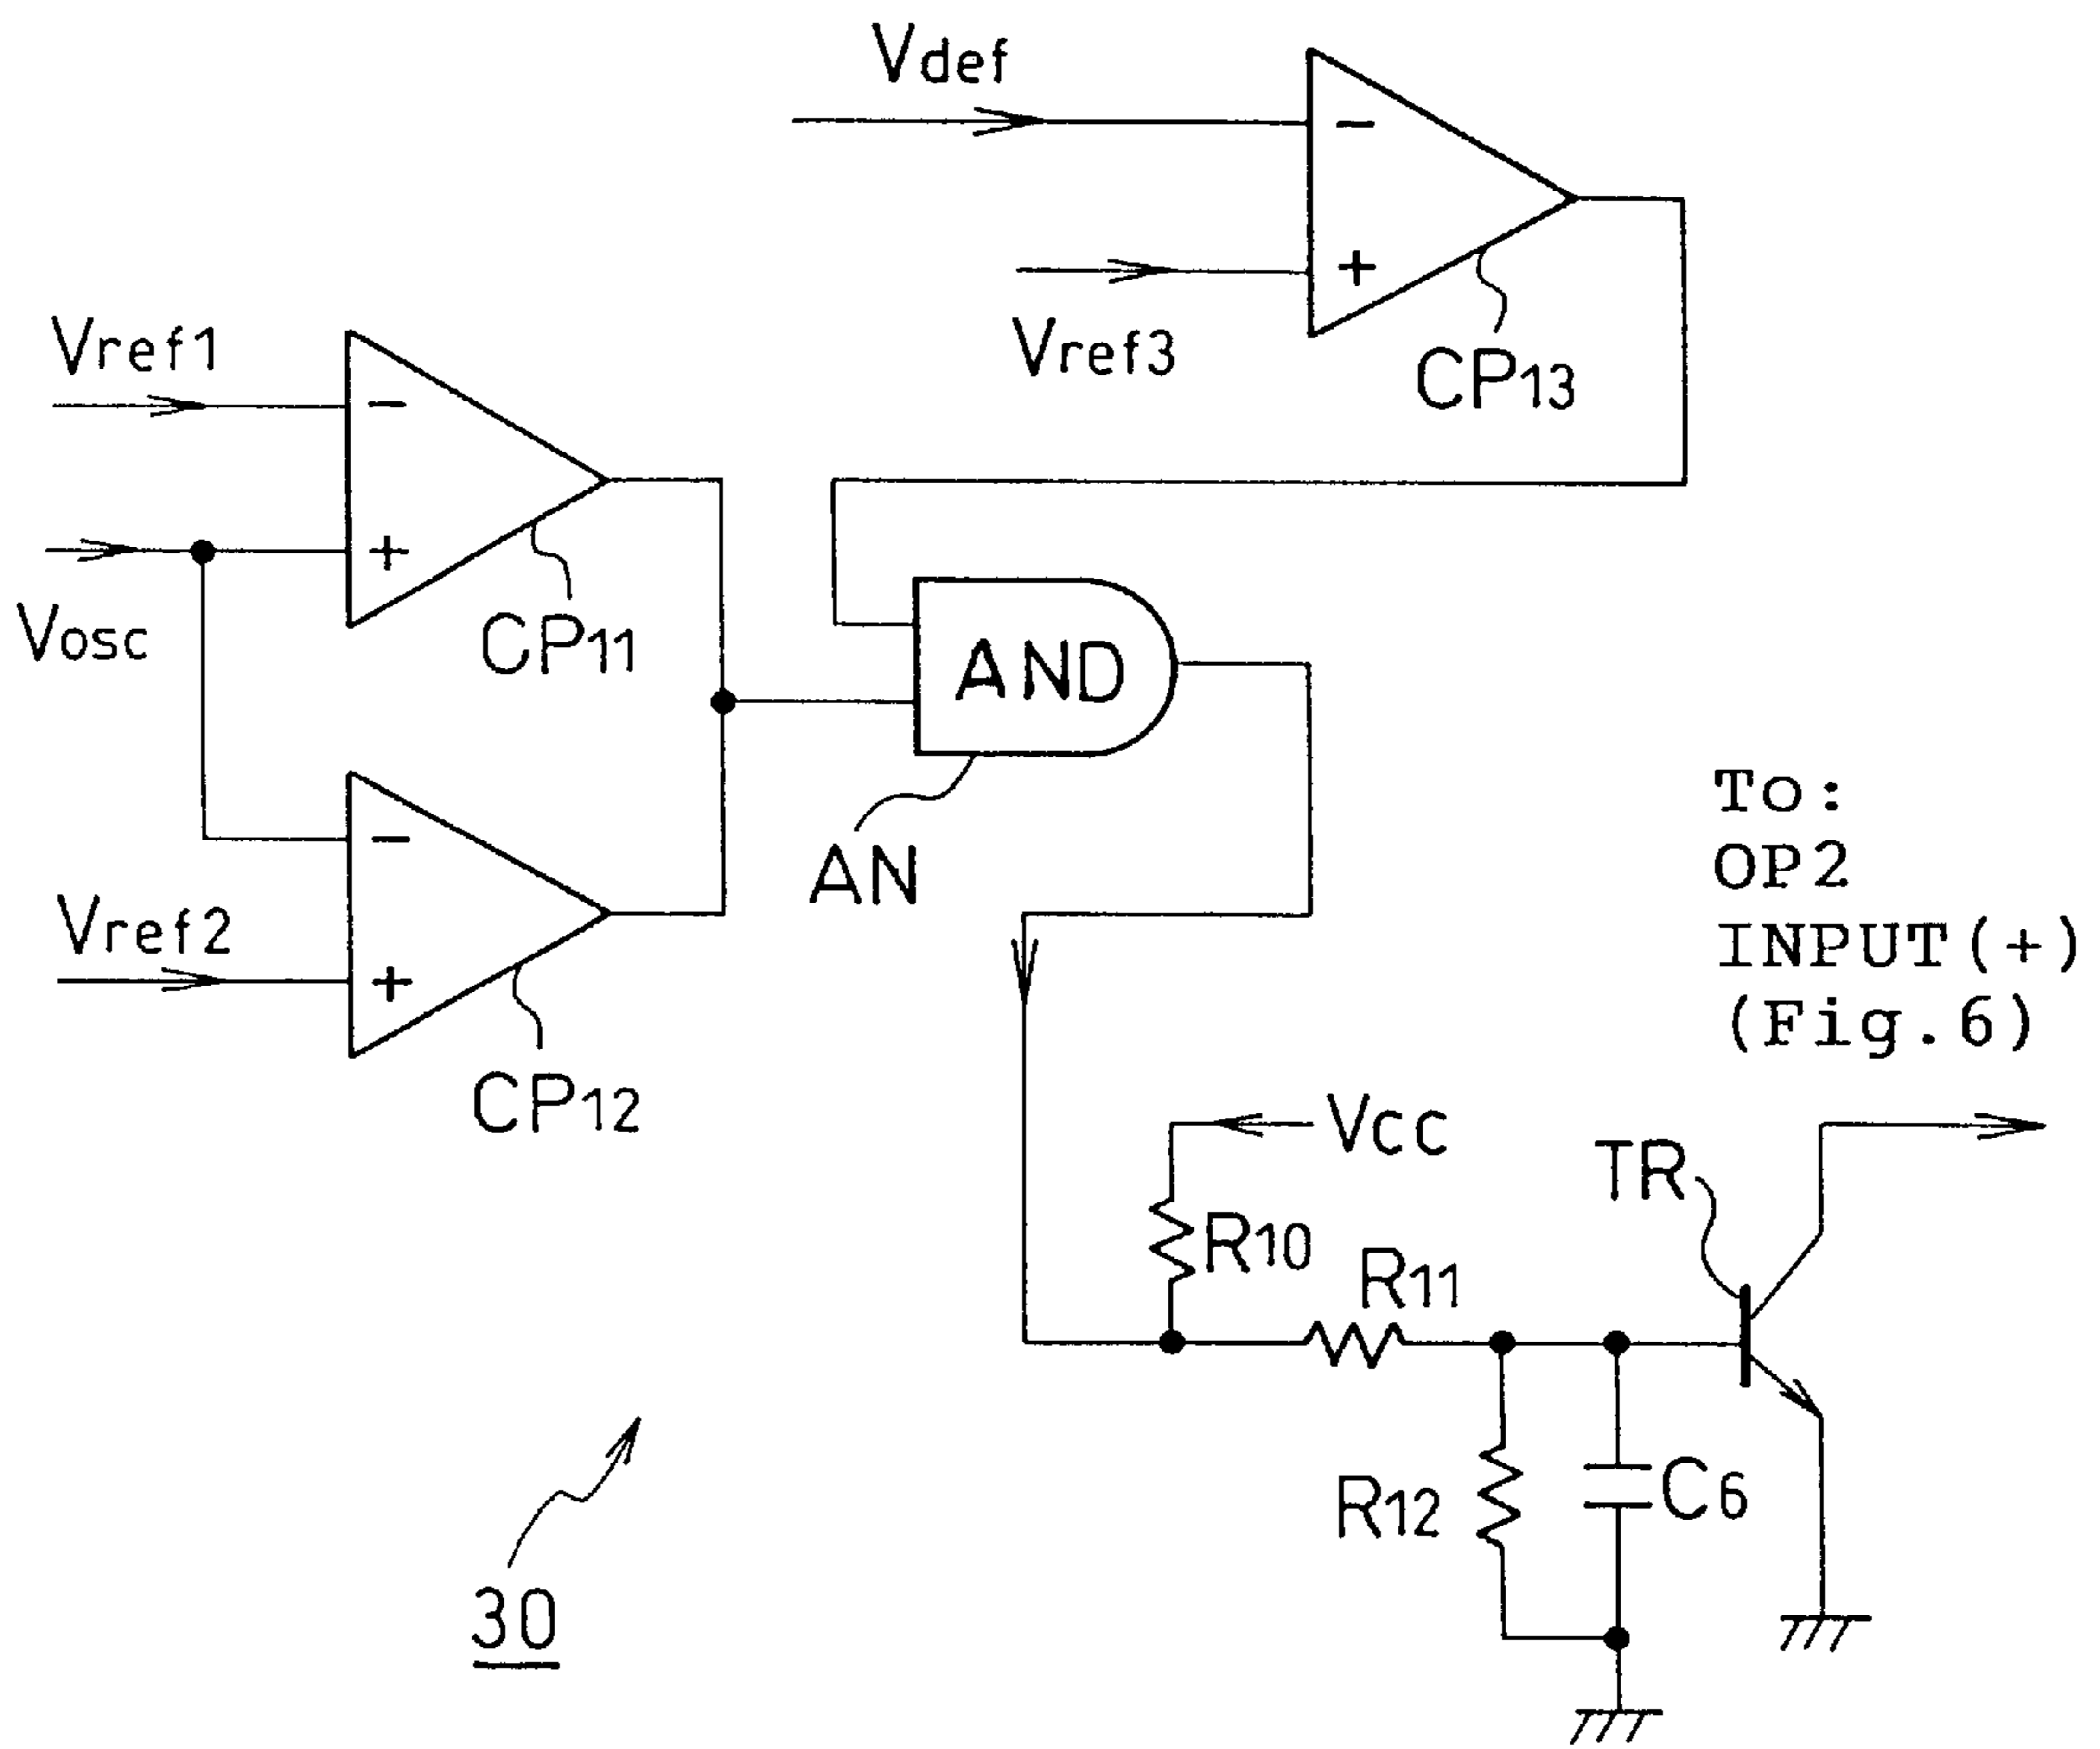 Vdef
-
+
Vref3
CP13
Vref1
-
+
Vosc
CP11
AND
AN
-
Vref2
+
CP12
To:
OP2
INPUT(+)
(Fig.6)
Vcc
TR
R10
R11
R12
C6
30